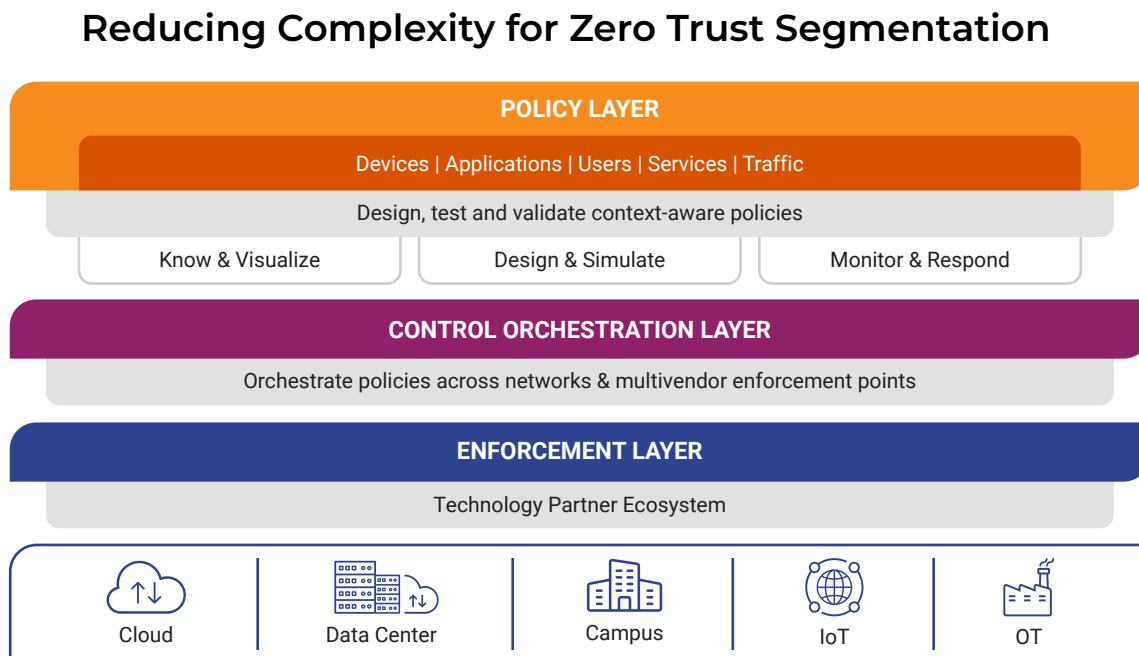 Reducing Complexity for Zero Trust Segmentation
POLICY LAYER
Devices | Applications | Users | Services | Traffic
Design, test and validate context-aware policies
Know & Visualize
Design & Simulate
Monitor & Respond
CONTROL ORCHESTRATION LAYER
Orchestrate policies across networks & multivendor enforcement points
ENFORCEMENT LAYER
Technology Partner Ecosystem
Cloud
Data Center
Campus
IoT
OT